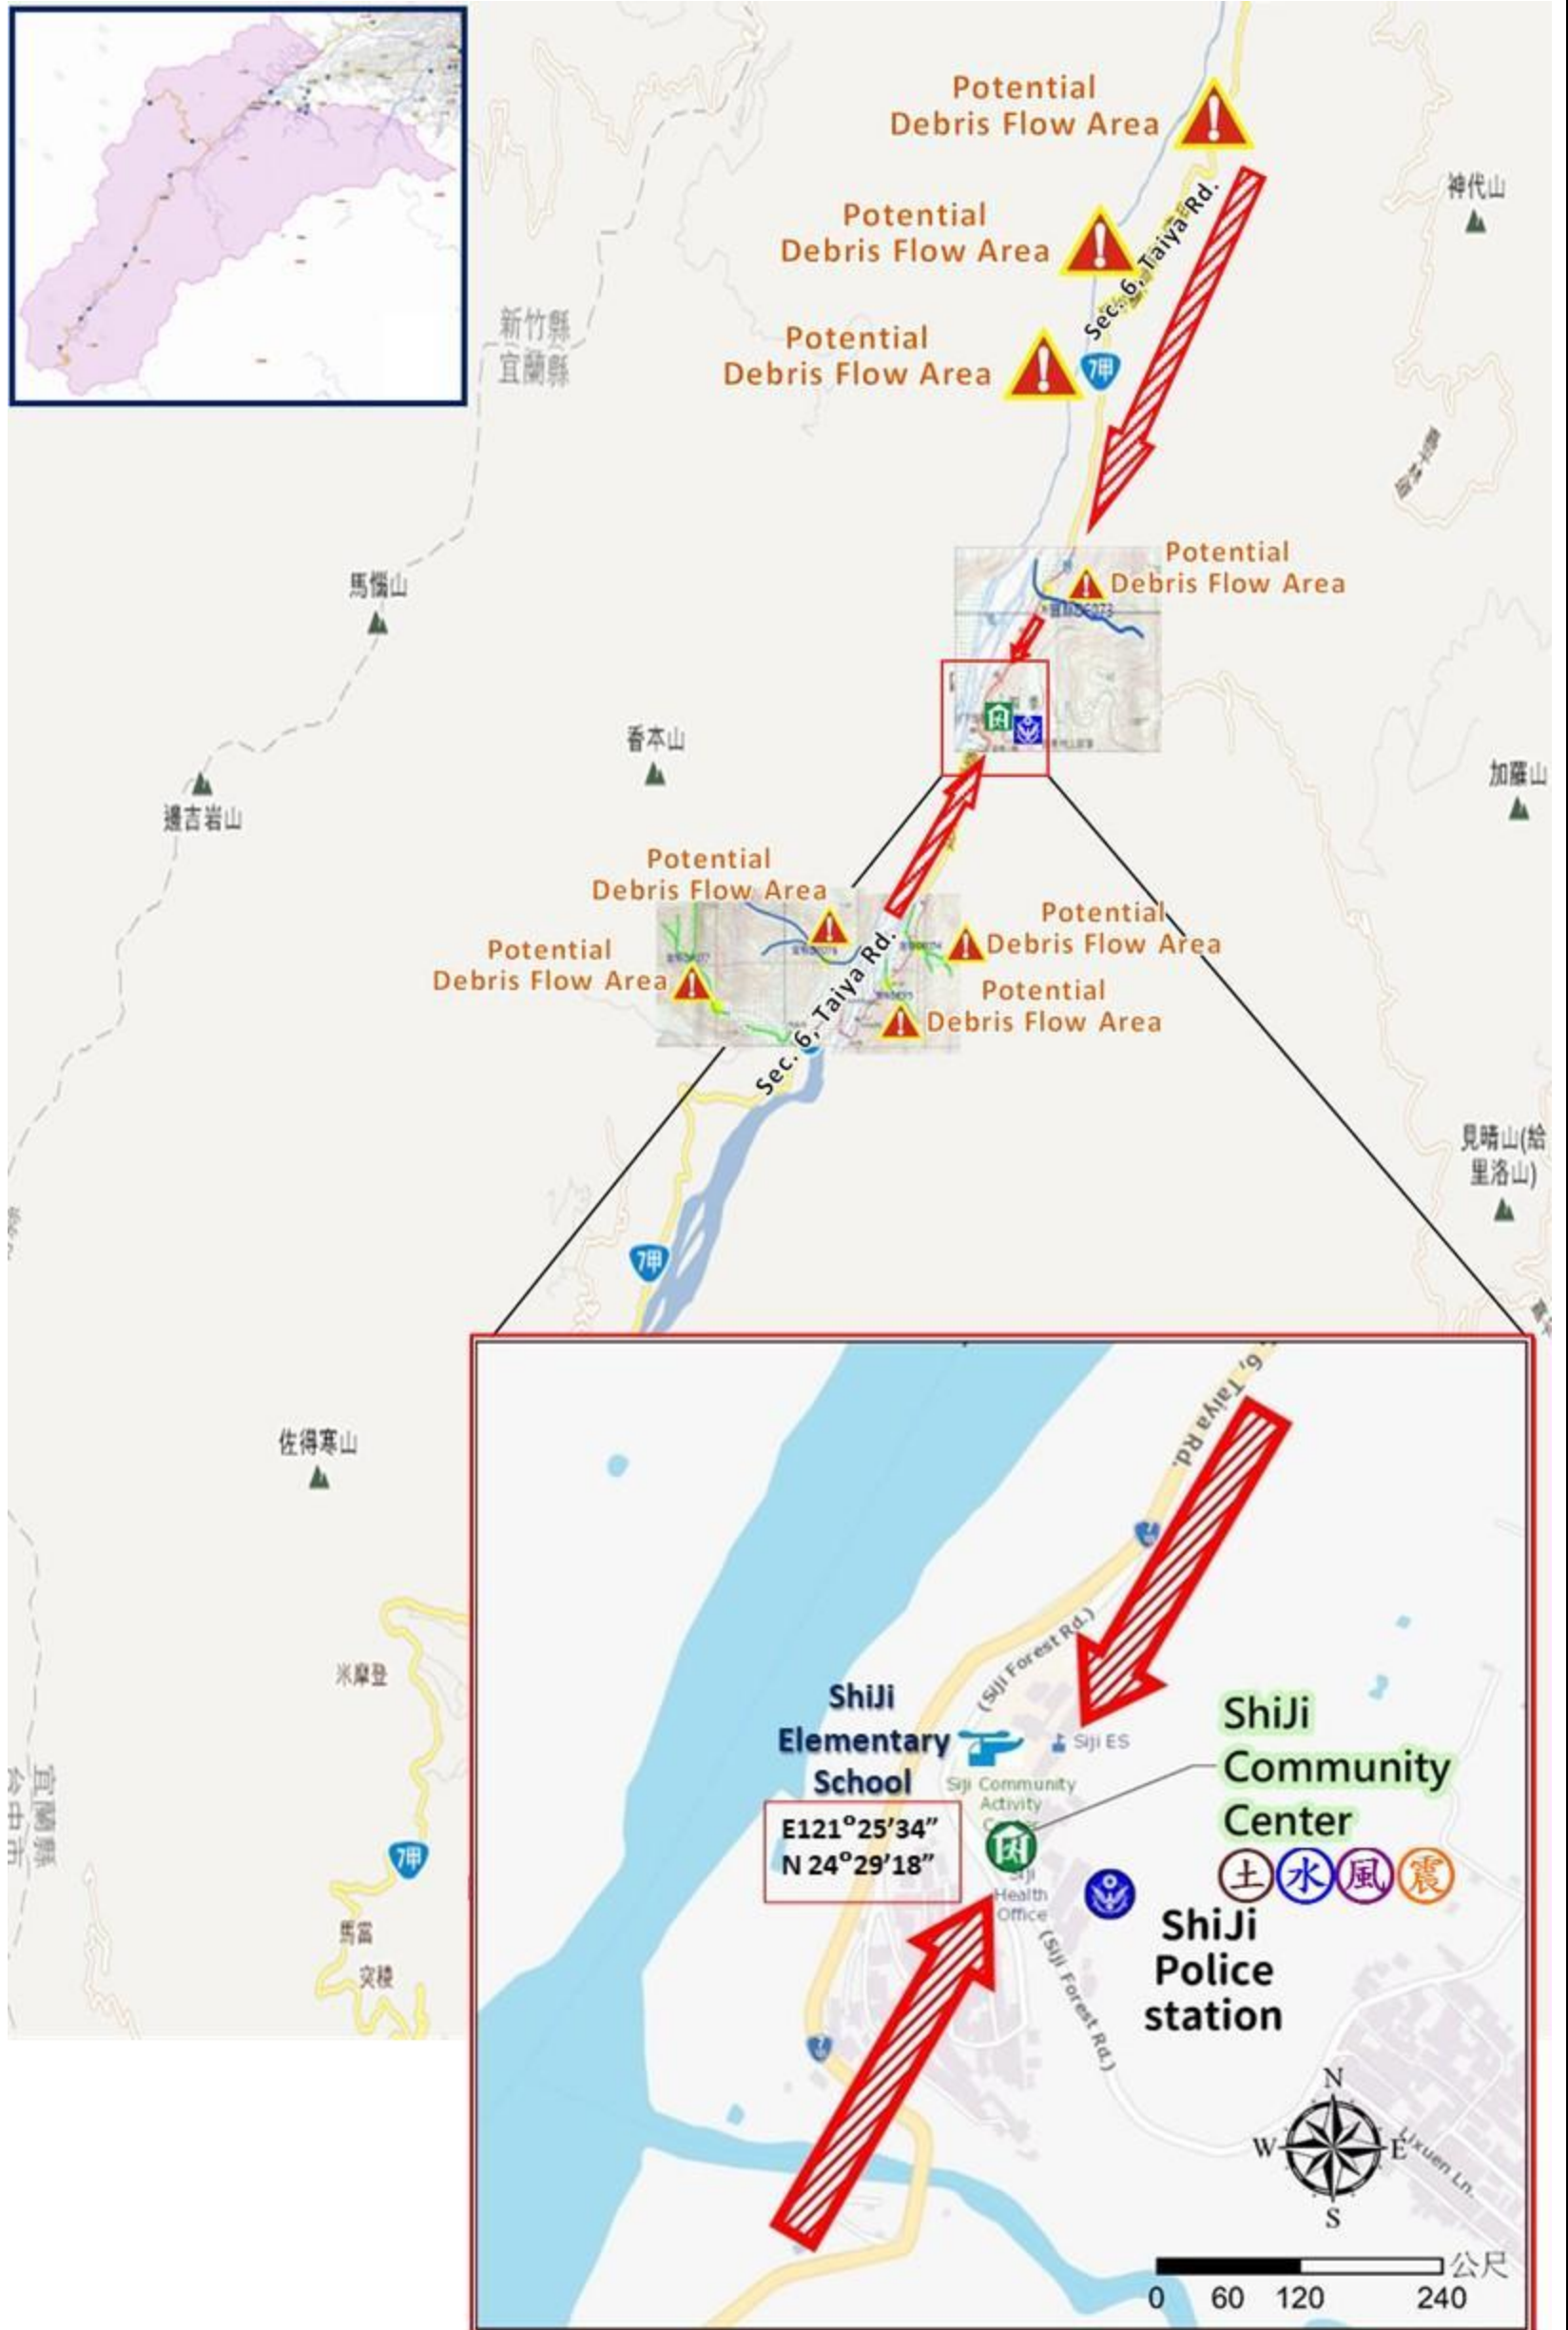 Potential
Debris Flow Area
神代山
Potential
Debris Flow Area
Sec. 6, Taiya Rd.
新竹縣
宜蘭縣
Potential
Debris Flow Area
7甲
Potential
Debris Flow Area
馬惱山
香本山
加羅山
邊吉岩山
Potential
Debris Flow Area
Potential
Debris Flow Area
Potential
Debris Flow Area
Potential
Debris Flow Area
Sec. 6, Taiya Rd.
見晴山(給
里洛山)
7甲
佐得寒山
6, Taiya Rd.
(Siji Forest Rd.)
米摩登
ShiJi
Elementary
School
Siji ES
ShiJi
Community
Center
Siji Community
Activity
E121°25'34"
N 24°29'18"
Siji
Health
Office
土 水 風 震
宜蘭縣
台中市
7甲
ShiJi
Police
station
(Siji Forest Rd.)
馬當
突稜
7甲
N
W
E
S
Lixuen Ln.
公尺
0 60 120 240